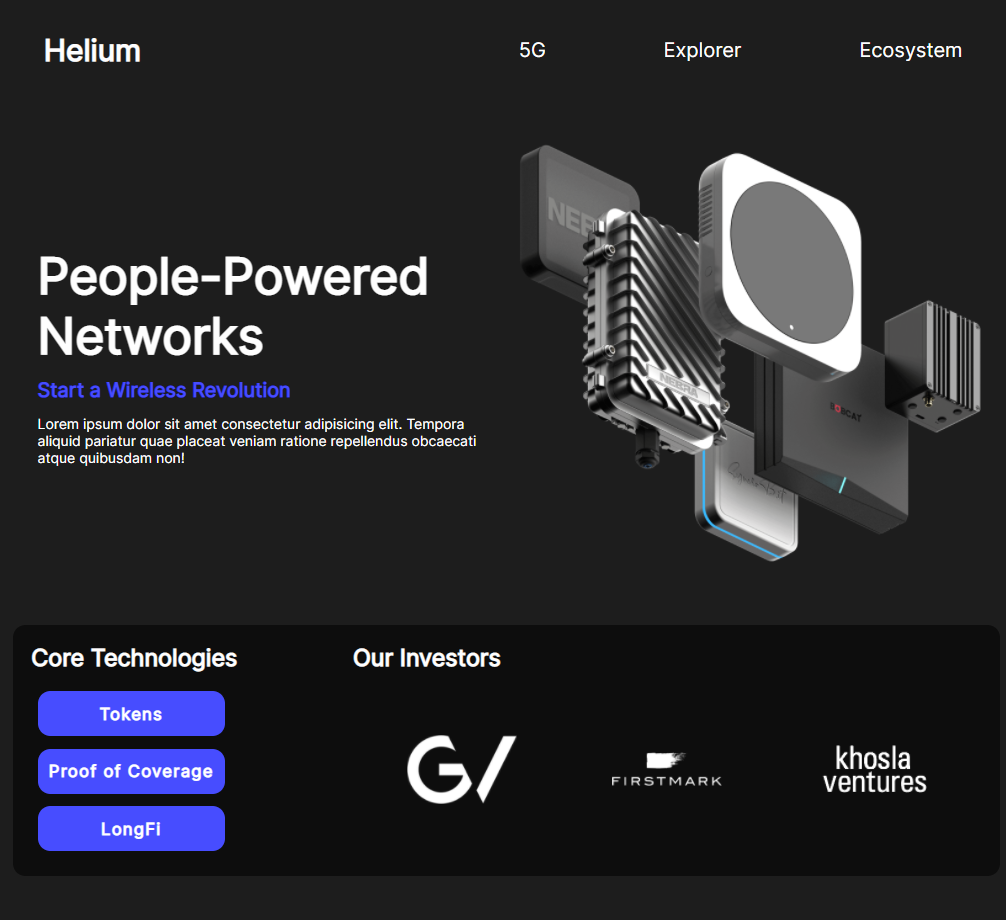 Helium
5G
Explorer
Ecosystem
People-Powered
Networks
Start a Wireless Revolution
Lorem ipsum dolor sit amet consectetur adipisicing elit. Tempora
aliquid pariatur quae placeat veniam ratione repellendus obcaecati
atque quibusdam non!
NEBRA
BOBCAT
Core Technologies
Our Investors
Tokens
Proof of Coverage
LongFi
GV
FIRSTMARK
khosla
ventures